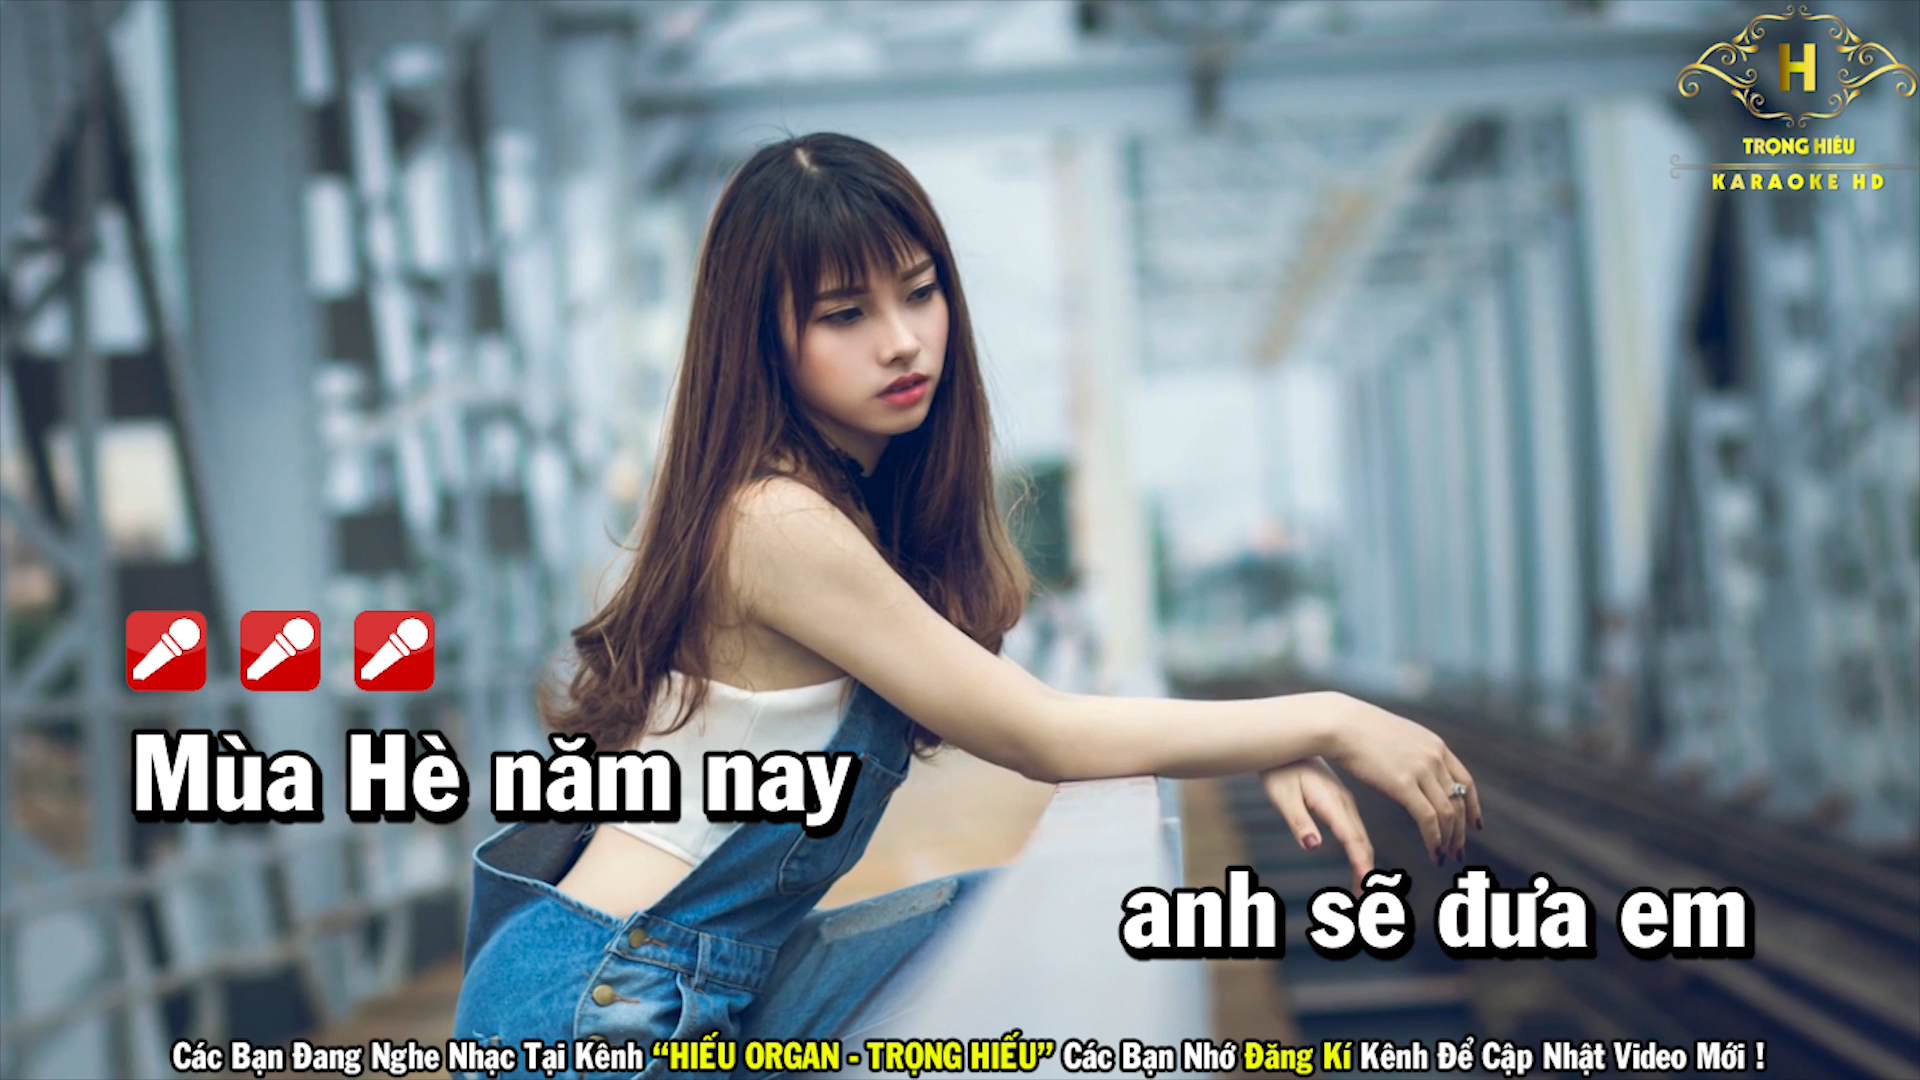 H
TRỌNG HIẾU
KARAOKE HD
Mùa Hè năm nay
anh sẽ đưa em
Các Bạn Đang Nghe Nhạc Tại Kênh “HIẾU ORGAN - TRỌNG HIẾU” Các Bạn Nhớ Đăng Kí Kênh Để Cập Nhật Video Mới !